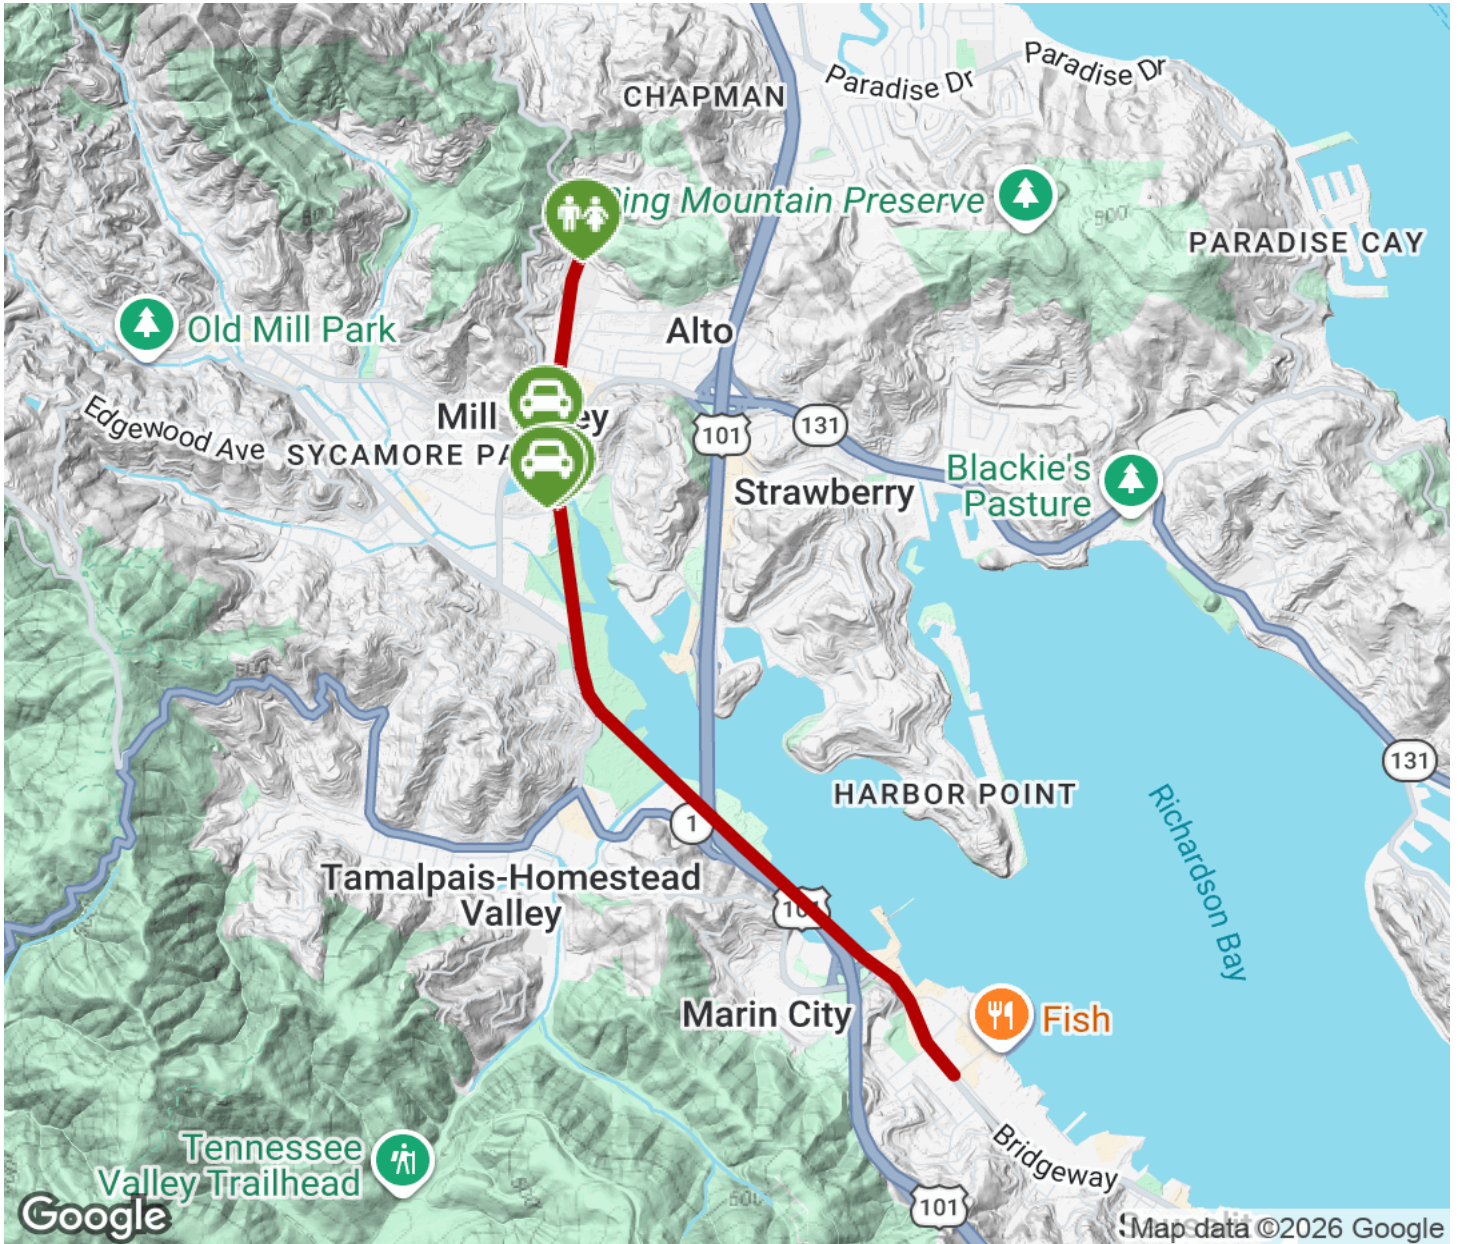 Paradise Dr
Paradise Dr
CHAPMAN
Mountain Preserve
500
PARADISE CAY
Old Mill Park
Alto
Edgewood Ave
Mill
SYCAMORE
101
131
Blackie's
Pasture
Strawberry
131
HARBOR POINT
Richardson Bay
1
Tamalpais-Homestead
Valley
101
Marin City
Fish
Tennessee
Valley Trailhead
Bridgeway
101
Google
Map data ©2026 Google